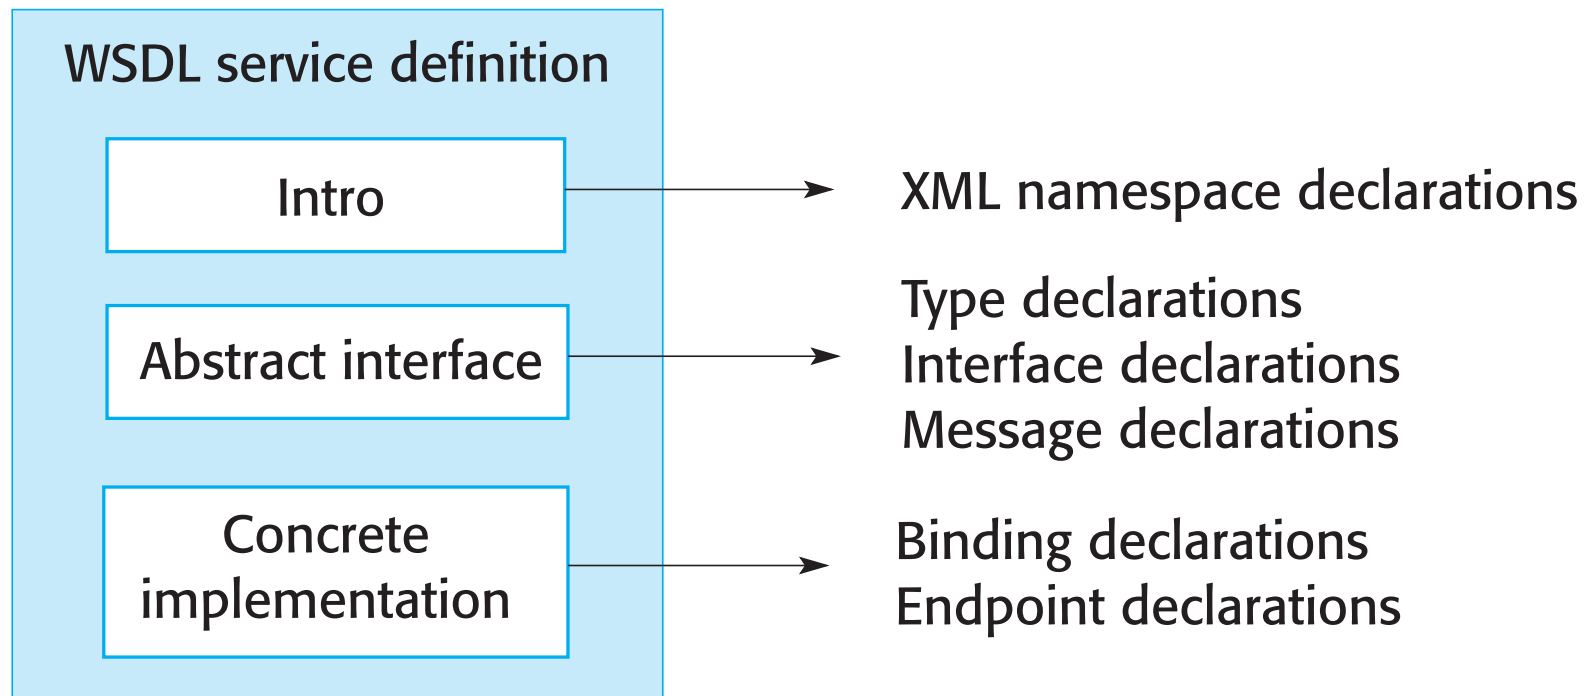 WSDL service definition
Intro
XML namespace declarations
Abstract interface
Type declarations
Interface declarations
Message declarations
Concrete
implementation
Binding declarations
Endpoint declarations